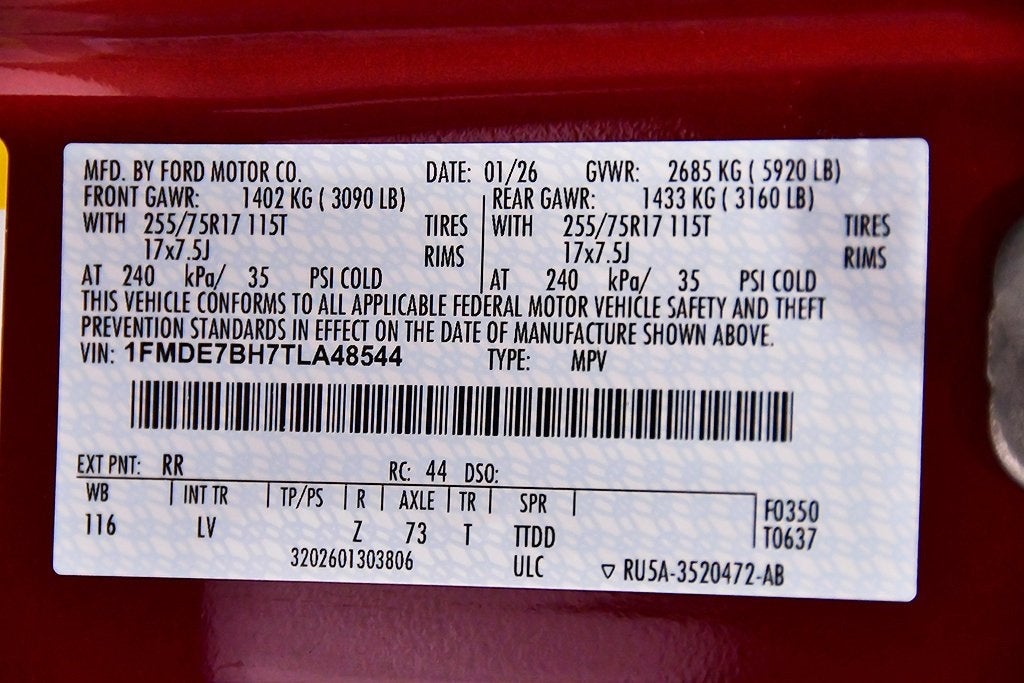 MFD. BY FORD MOTOR CO. DATE: 01/26 GVWR: 2685 KG ( 5920 LB)
FRONT GAWR: 1402 KG ( 3090 LB) REAR GAWR: 1433 KG ( 3160 LB)
WITH 255/75R17 115T TIRES WITH 255/75R17 115T TIRES
17x7.5J RIMS 17x7.5J RIMS
AT 240 kPa/ 35 PSI COLD AT 240 kPa/ 35 PSI COLD
THIS VEHICLE CONFORMS TO ALL APPLICABLE FEDERAL MOTOR VEHICLE SAFETY AND THEFT
PREVENTION STANDARDS IN EFFECT ON THE DATE OF MANUFACTURE SHOWN ABOVE.
VIN: 1FMDE7BH7TLA48544 TYPE: MPV
EXT PNT: RR RC: 44 DSO:
WB INT TR TP/PS R AXLE TR SPR F0350
116 LV Z 73 T TTDD T0637
3202601303806 ULC ▽ RU5A-3520472-AB